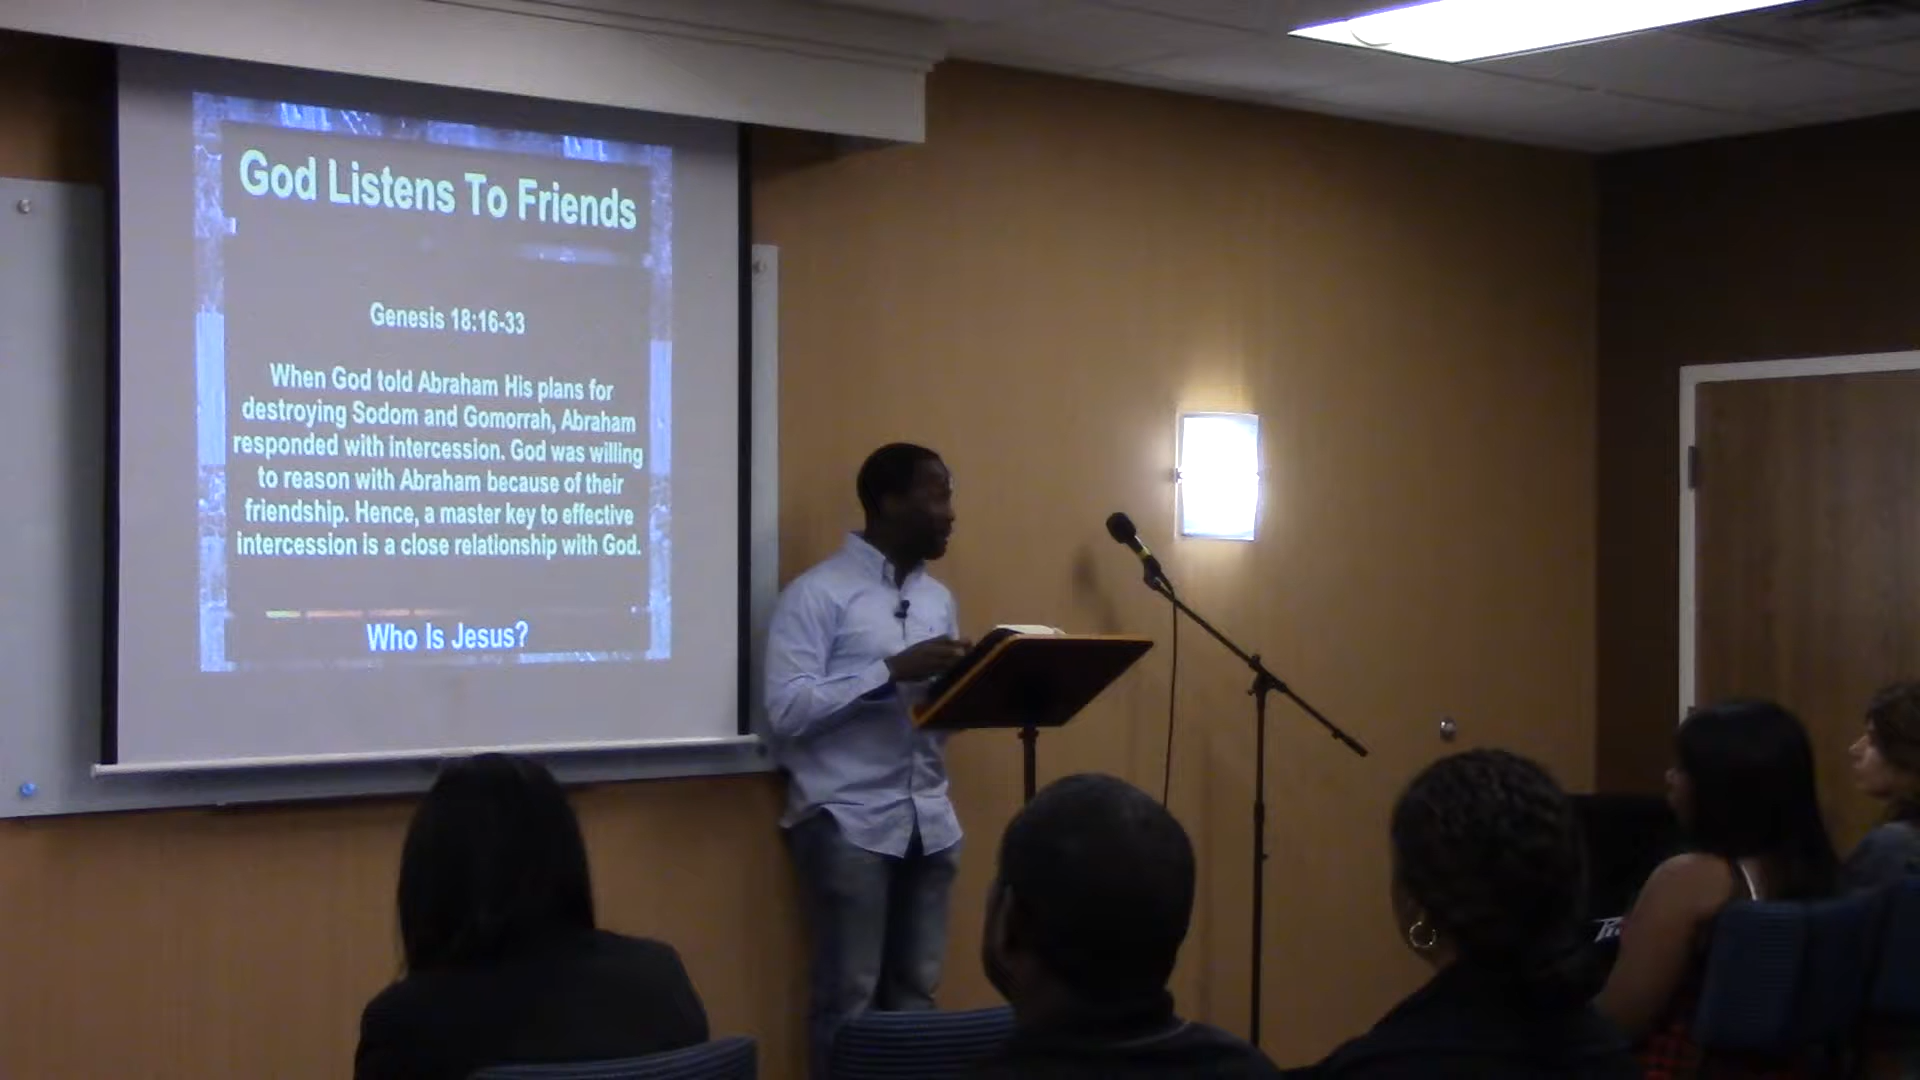 God Listens To Friends
Genesis 18:16-33
When God told Abraham His plans for
destroying Sodom and Gomorrah, Abraham
responded with intercession. God was willing
to reason with Abraham because of their
friendship. Hence, a master key to effective
intercession is a close relationship with God.
Who Is Jesus?